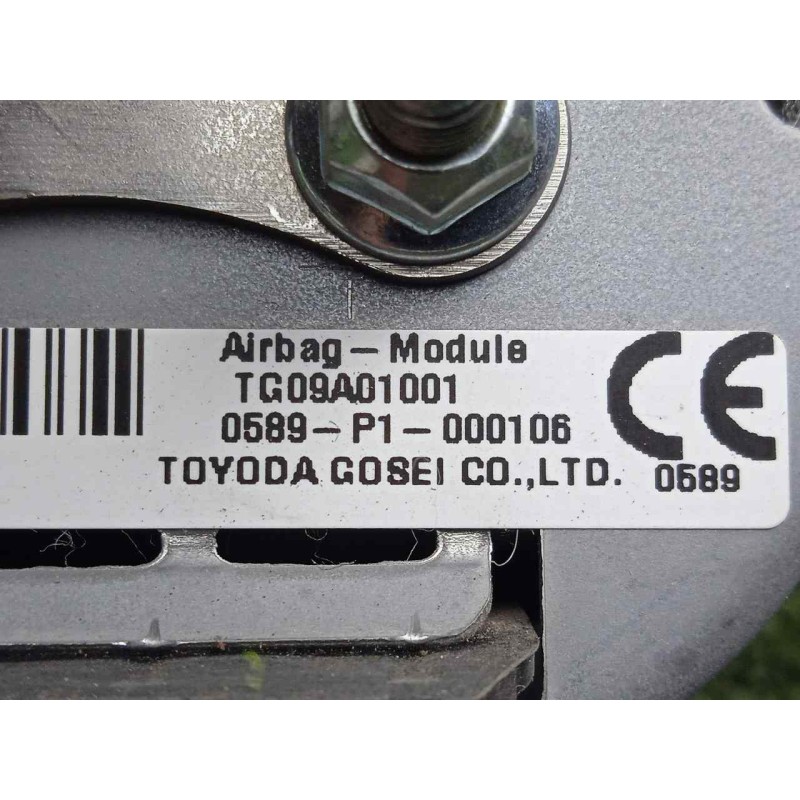 Airbag-Module
TG09A01001
0589-P1-000106
TOYODA GOSEI CO.,LTD.
CE
0589